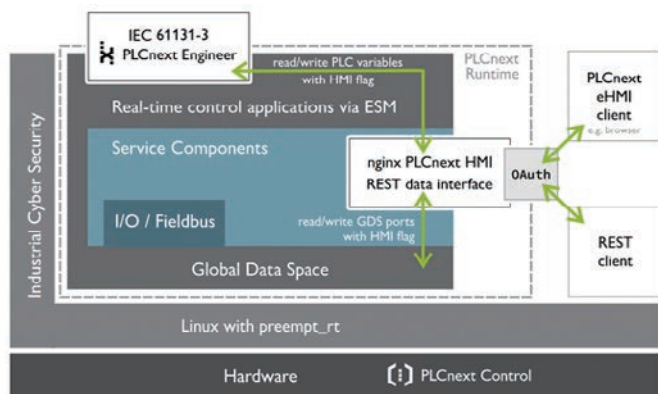 IEC 61131-3
PLCnext Engineer
read/write PLC variables
with HMI flag
PLCnext
Runtime
Real-time control applications via ESM
Service Components
I/O / Fieldbus
nginx PLCnext HMI
REST data interface
OAuth
read/write GDS ports
with HMI flag
Global Data Space
PLCnext
eHMI
client
e.g. browser
REST
client
Industrial Cyber Security
Linux with preempt_rt
Hardware
PLCnext Control